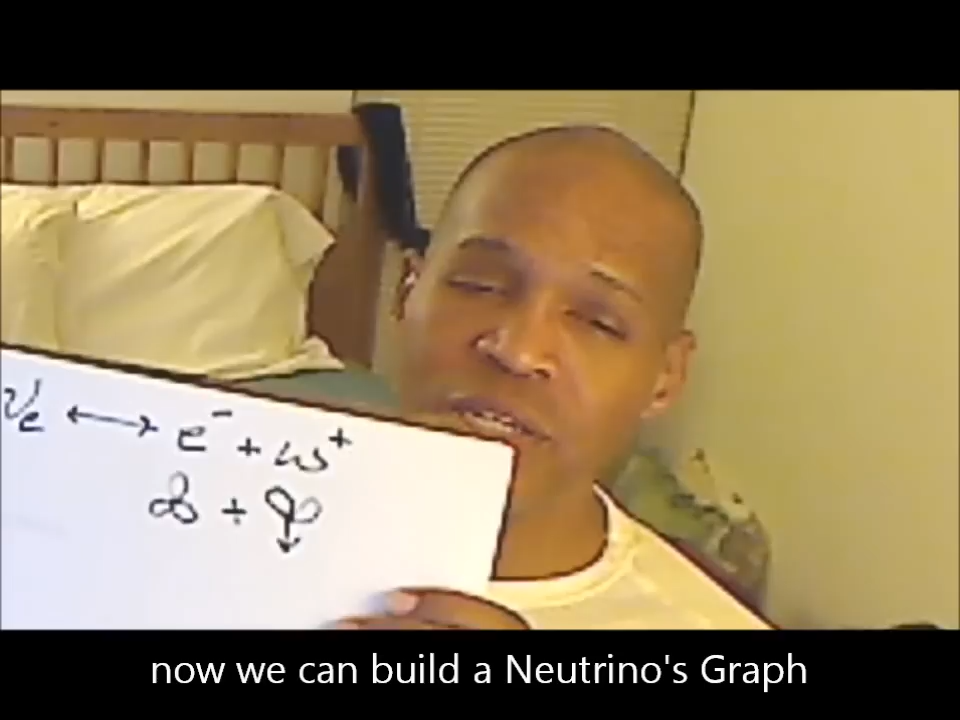 νe ↔ e⁻ + w⁺
+
now we can build a Neutrino's Graph